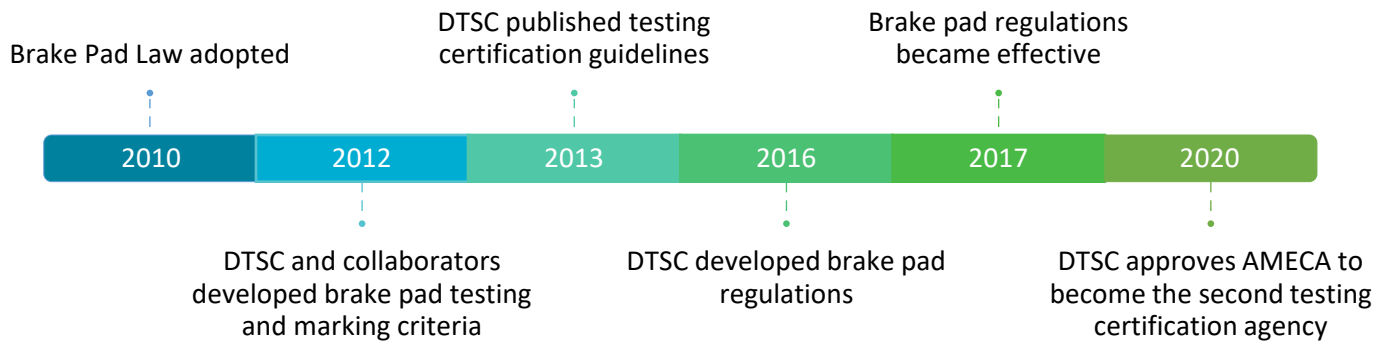 Brake Pad Law adopted
DTSC published testing
certification guidelines
Brake pad regulations
became effective
2010
2012
2013
2016
2017
2020
DTSC and collaborators
developed brake pad testing
and marking criteria
DTSC developed brake pad
regulations
DTSC approves AMECA to
become the second testing
certification agency